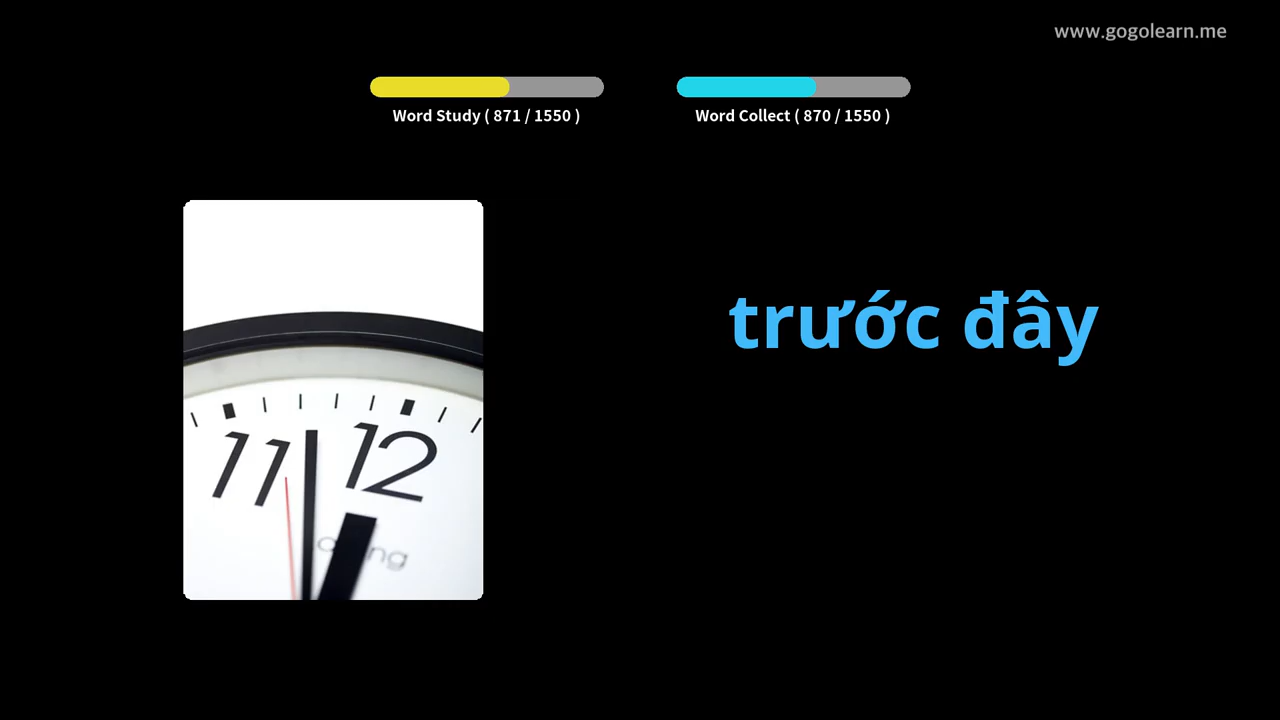 www.gogolearn.me
Word Study ( 871 / 1550 )
Word Collect ( 870 / 1550 )
trước đây
11
12